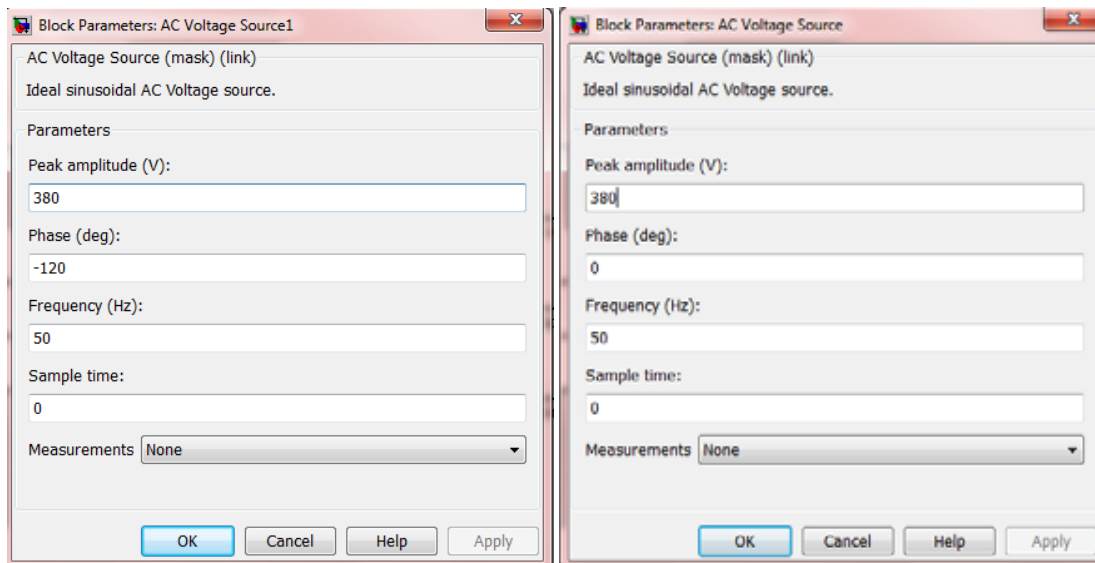 Block Parameters: AC Voltage Source1
AC Voltage Source (mask) (link)
Ideal sinusoidal AC Voltage source.
Parameters
Peak amplitude (V):
380
Phase (deg):
-120
Frequency (Hz):
50
Sample time:
0
Measurements None
OK Cancel Help Apply
Block Parameters: AC Voltage Source
AC Voltage Source (mask) (link)
Ideal sinusoidal AC Voltage source.
Parameters
Peak amplitude (V):
380
Phase (deg):
0
Frequency (Hz):
50
Sample time:
0
Measurements None
OK Cancel Help Apply